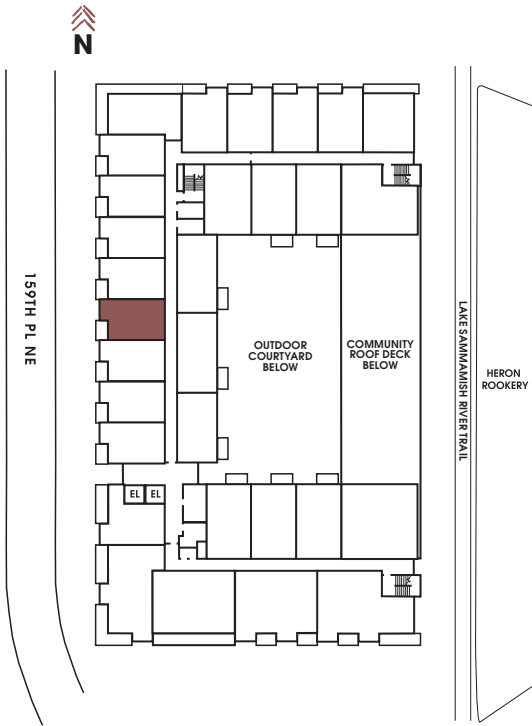 N
159TH PL NE
OUTDOOR
COURTYARD
BELOW
COMMUNITY
ROOF DECK
BELOW
LAKE SAMMAMISH RIVER TRAIL
HERON
ROOKERY
EL
EL